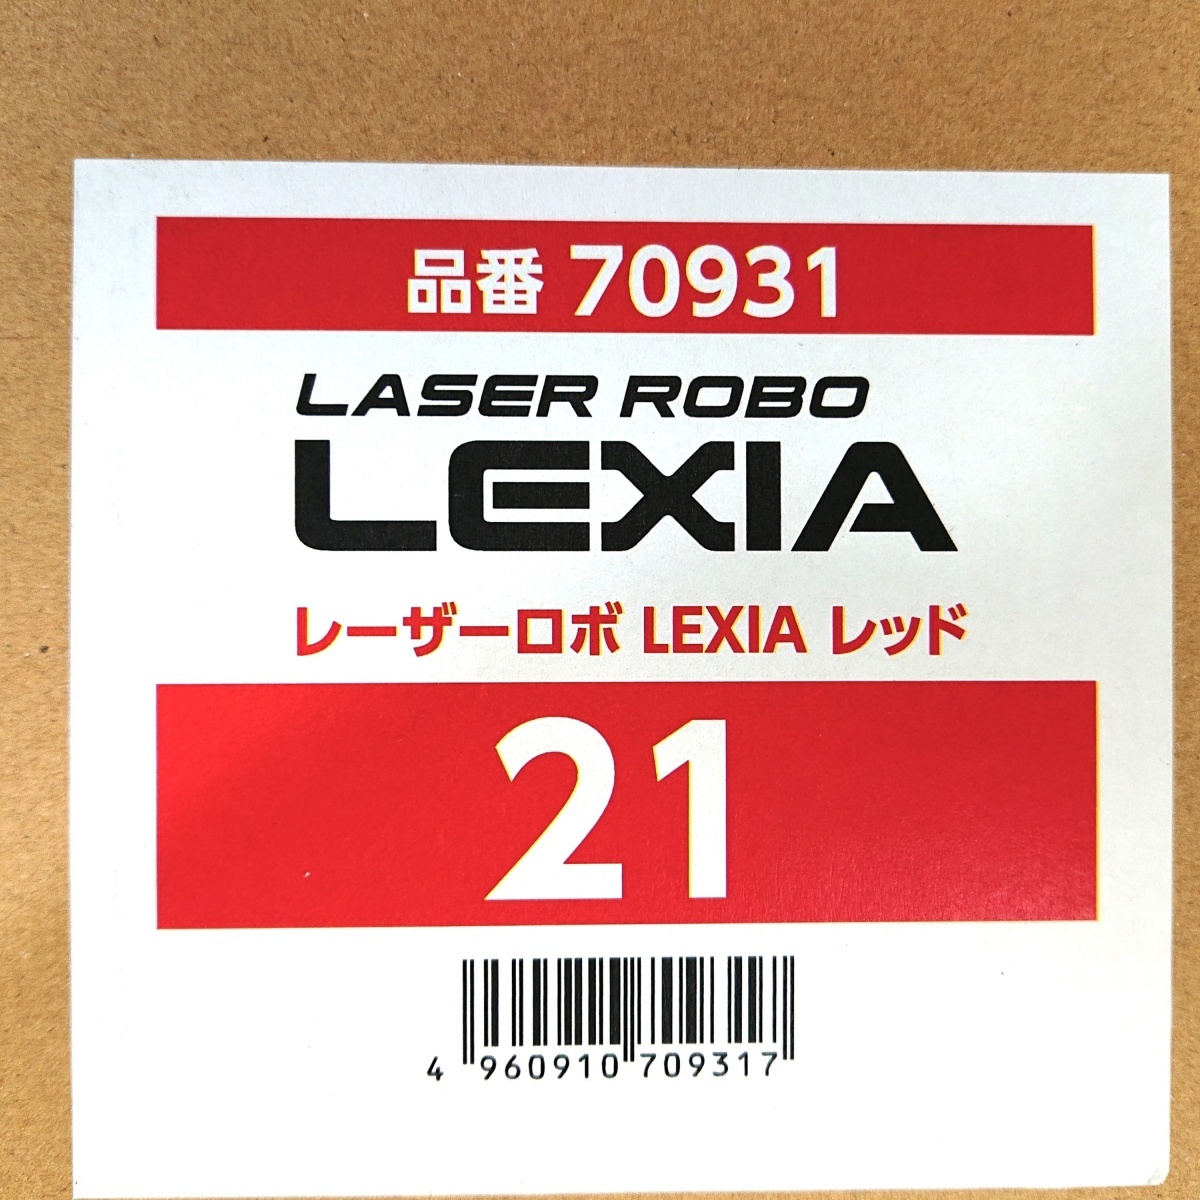 品番 70931
LASER ROBO
LEXIA
レーザーロボ LEXIA レッド
21
4 960910 709317